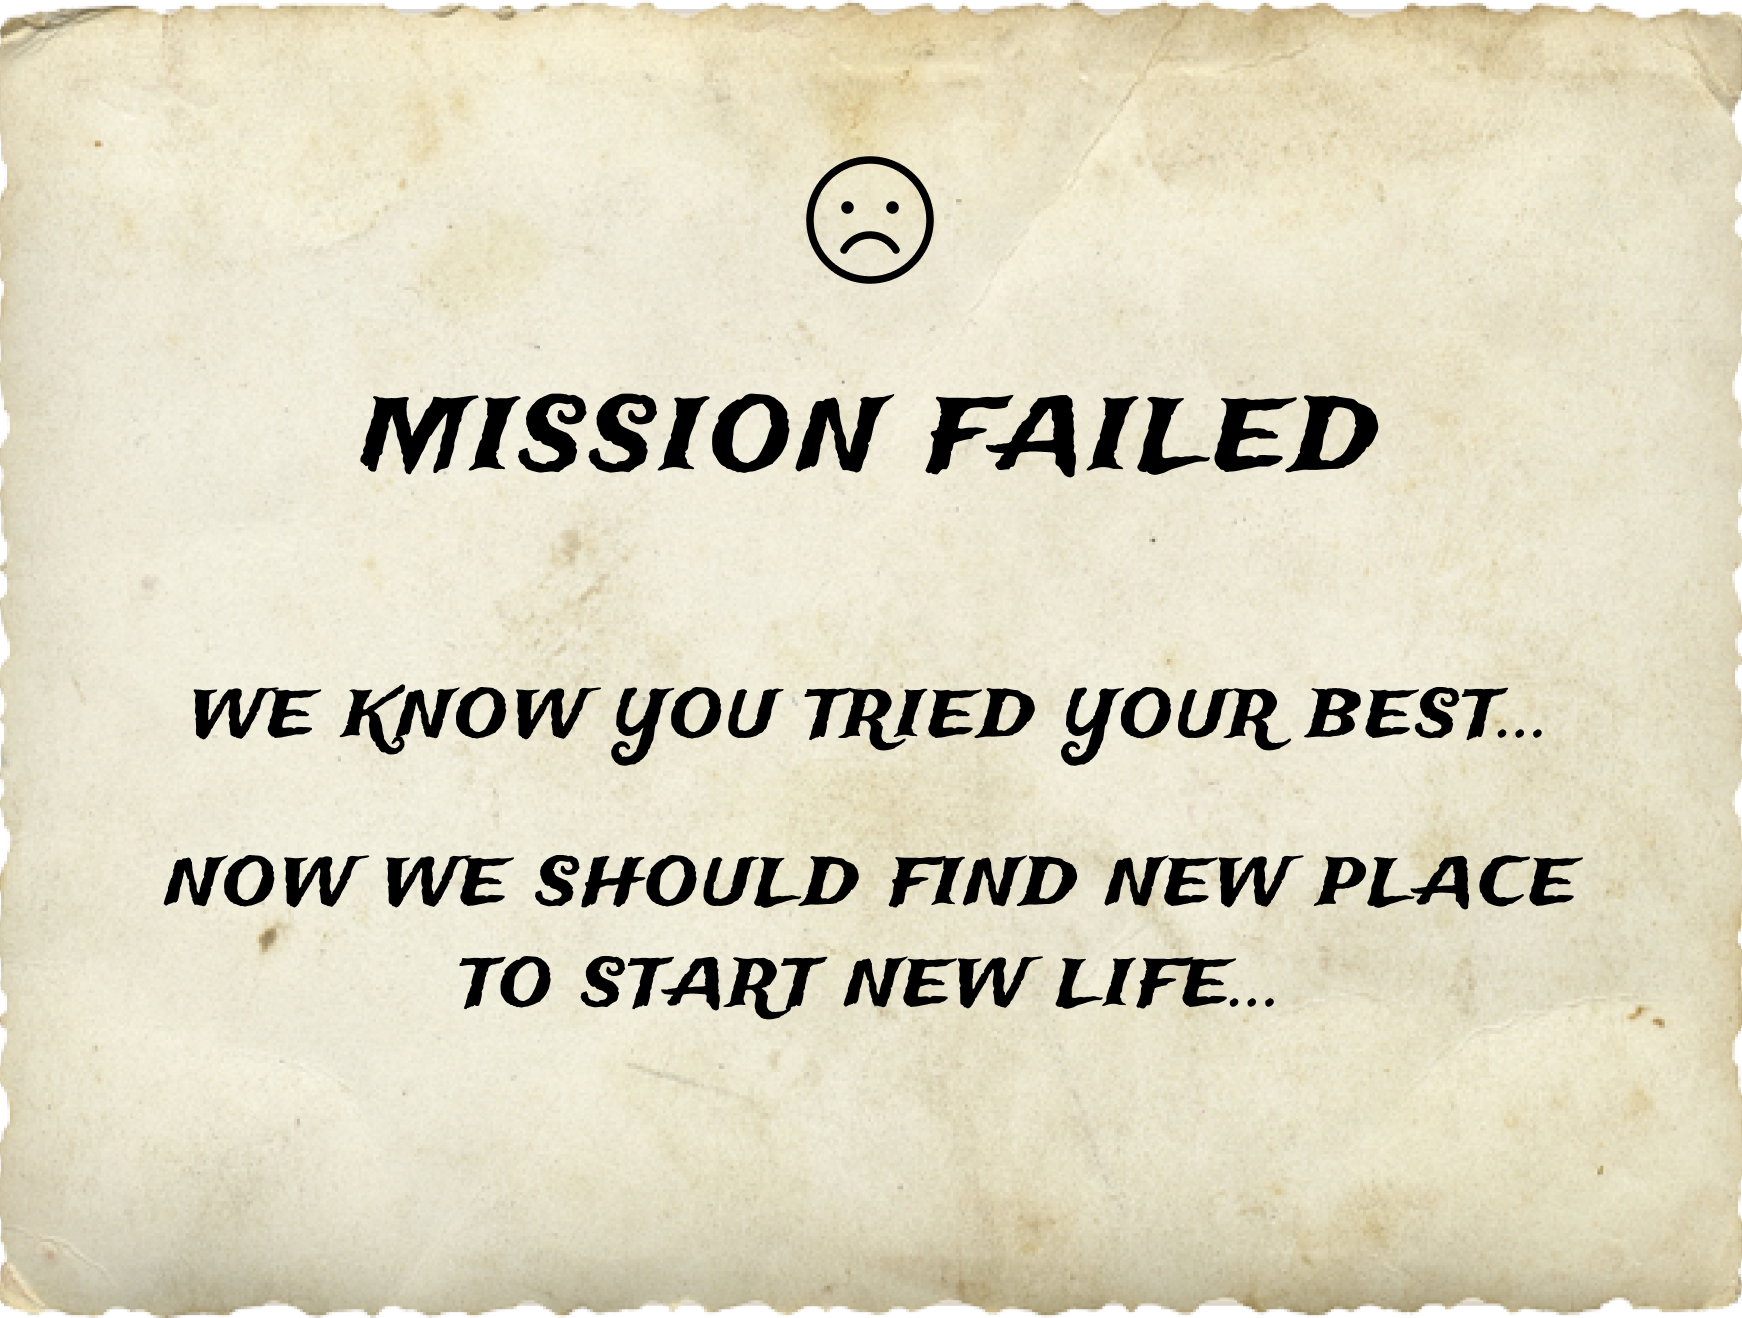 MISSION FAILED
WE KNOW YOU TRIED YOUR BEST...
NOW WE SHOULD FIND NEW PLACE
TO START NEW LIFE...